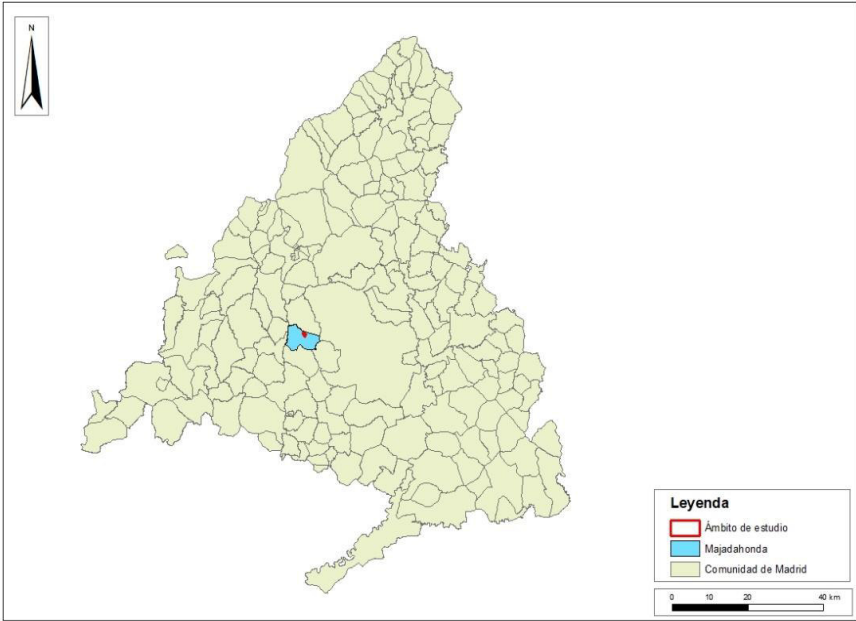 N
Leyenda
Ámbito de estudio
Majadahonda
Comunidad de Madrid
0 10 20 40 km